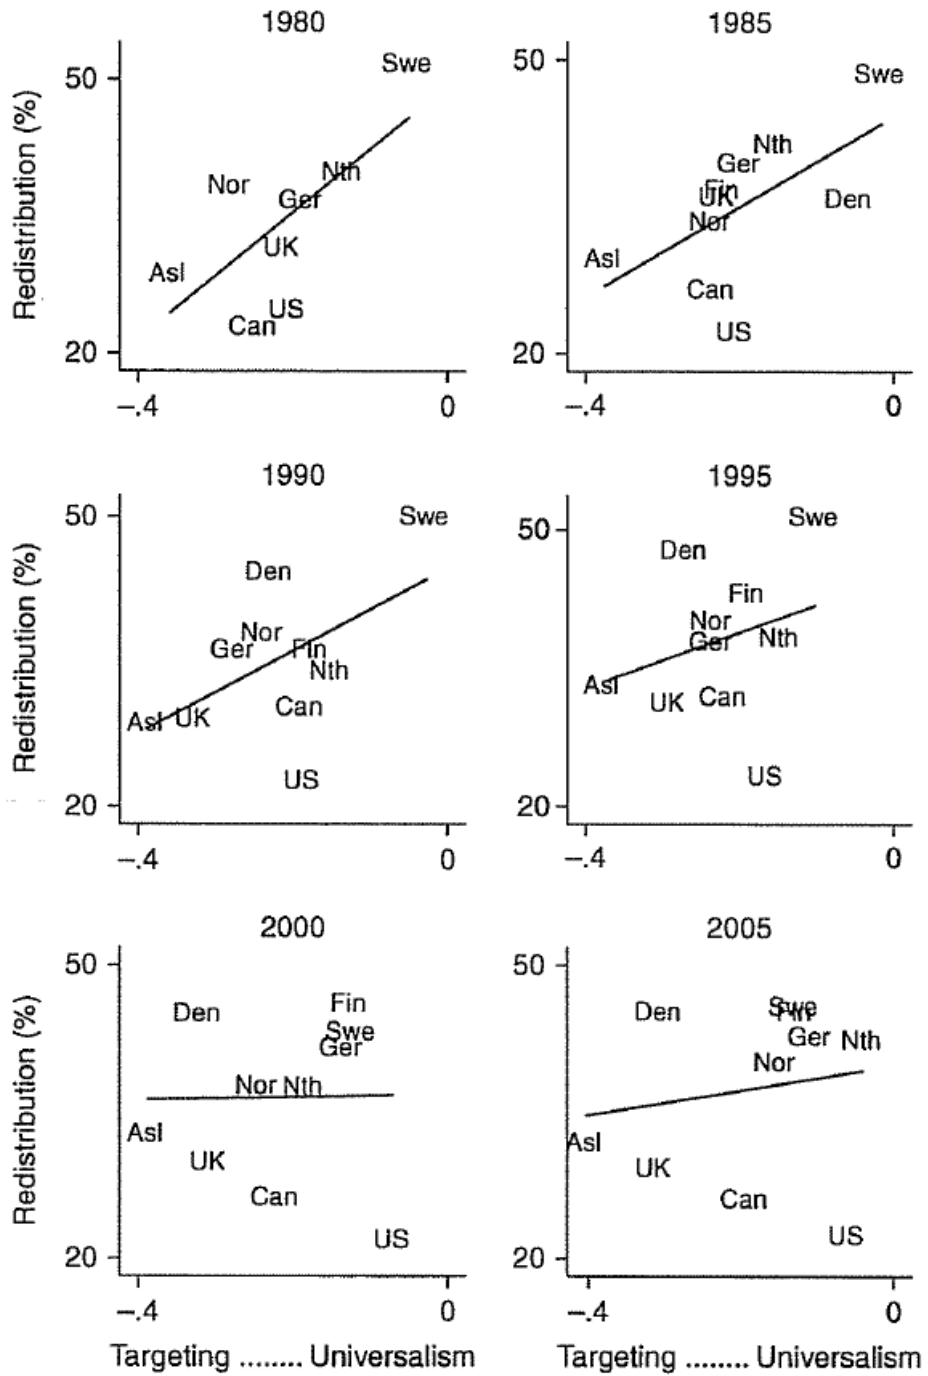 1980
Redistribution (%)
50
20
Swe
Nth
Nor
Ger
UK
Asl
US
Can
–.4
0
1985
50
20
Swe
Nth
Ger
Fin
UK
Den
Nor
Asl
Can
US
–.4
0
1990
Redistribution (%)
50
20
Swe
Den
Nor
Ger
Fin
Nth
Can
Asl
UK
US
–.4
0
1995
50
20
Swe
Den
Fin
Nor
Ger
Nth
Asl
UK
Can
US
–.4
0
2000
Redistribution (%)
50
20
Fin
Den
Swe
Ger
Nor
Nth
Asl
UK
Can
US
–.4
0
Targeting ........ Universalism
2005
50
20
Swe
Fin
Den
Ger
Nth
Nor
Asl
UK
Can
US
–.4
0
Targeting ........ Universalism